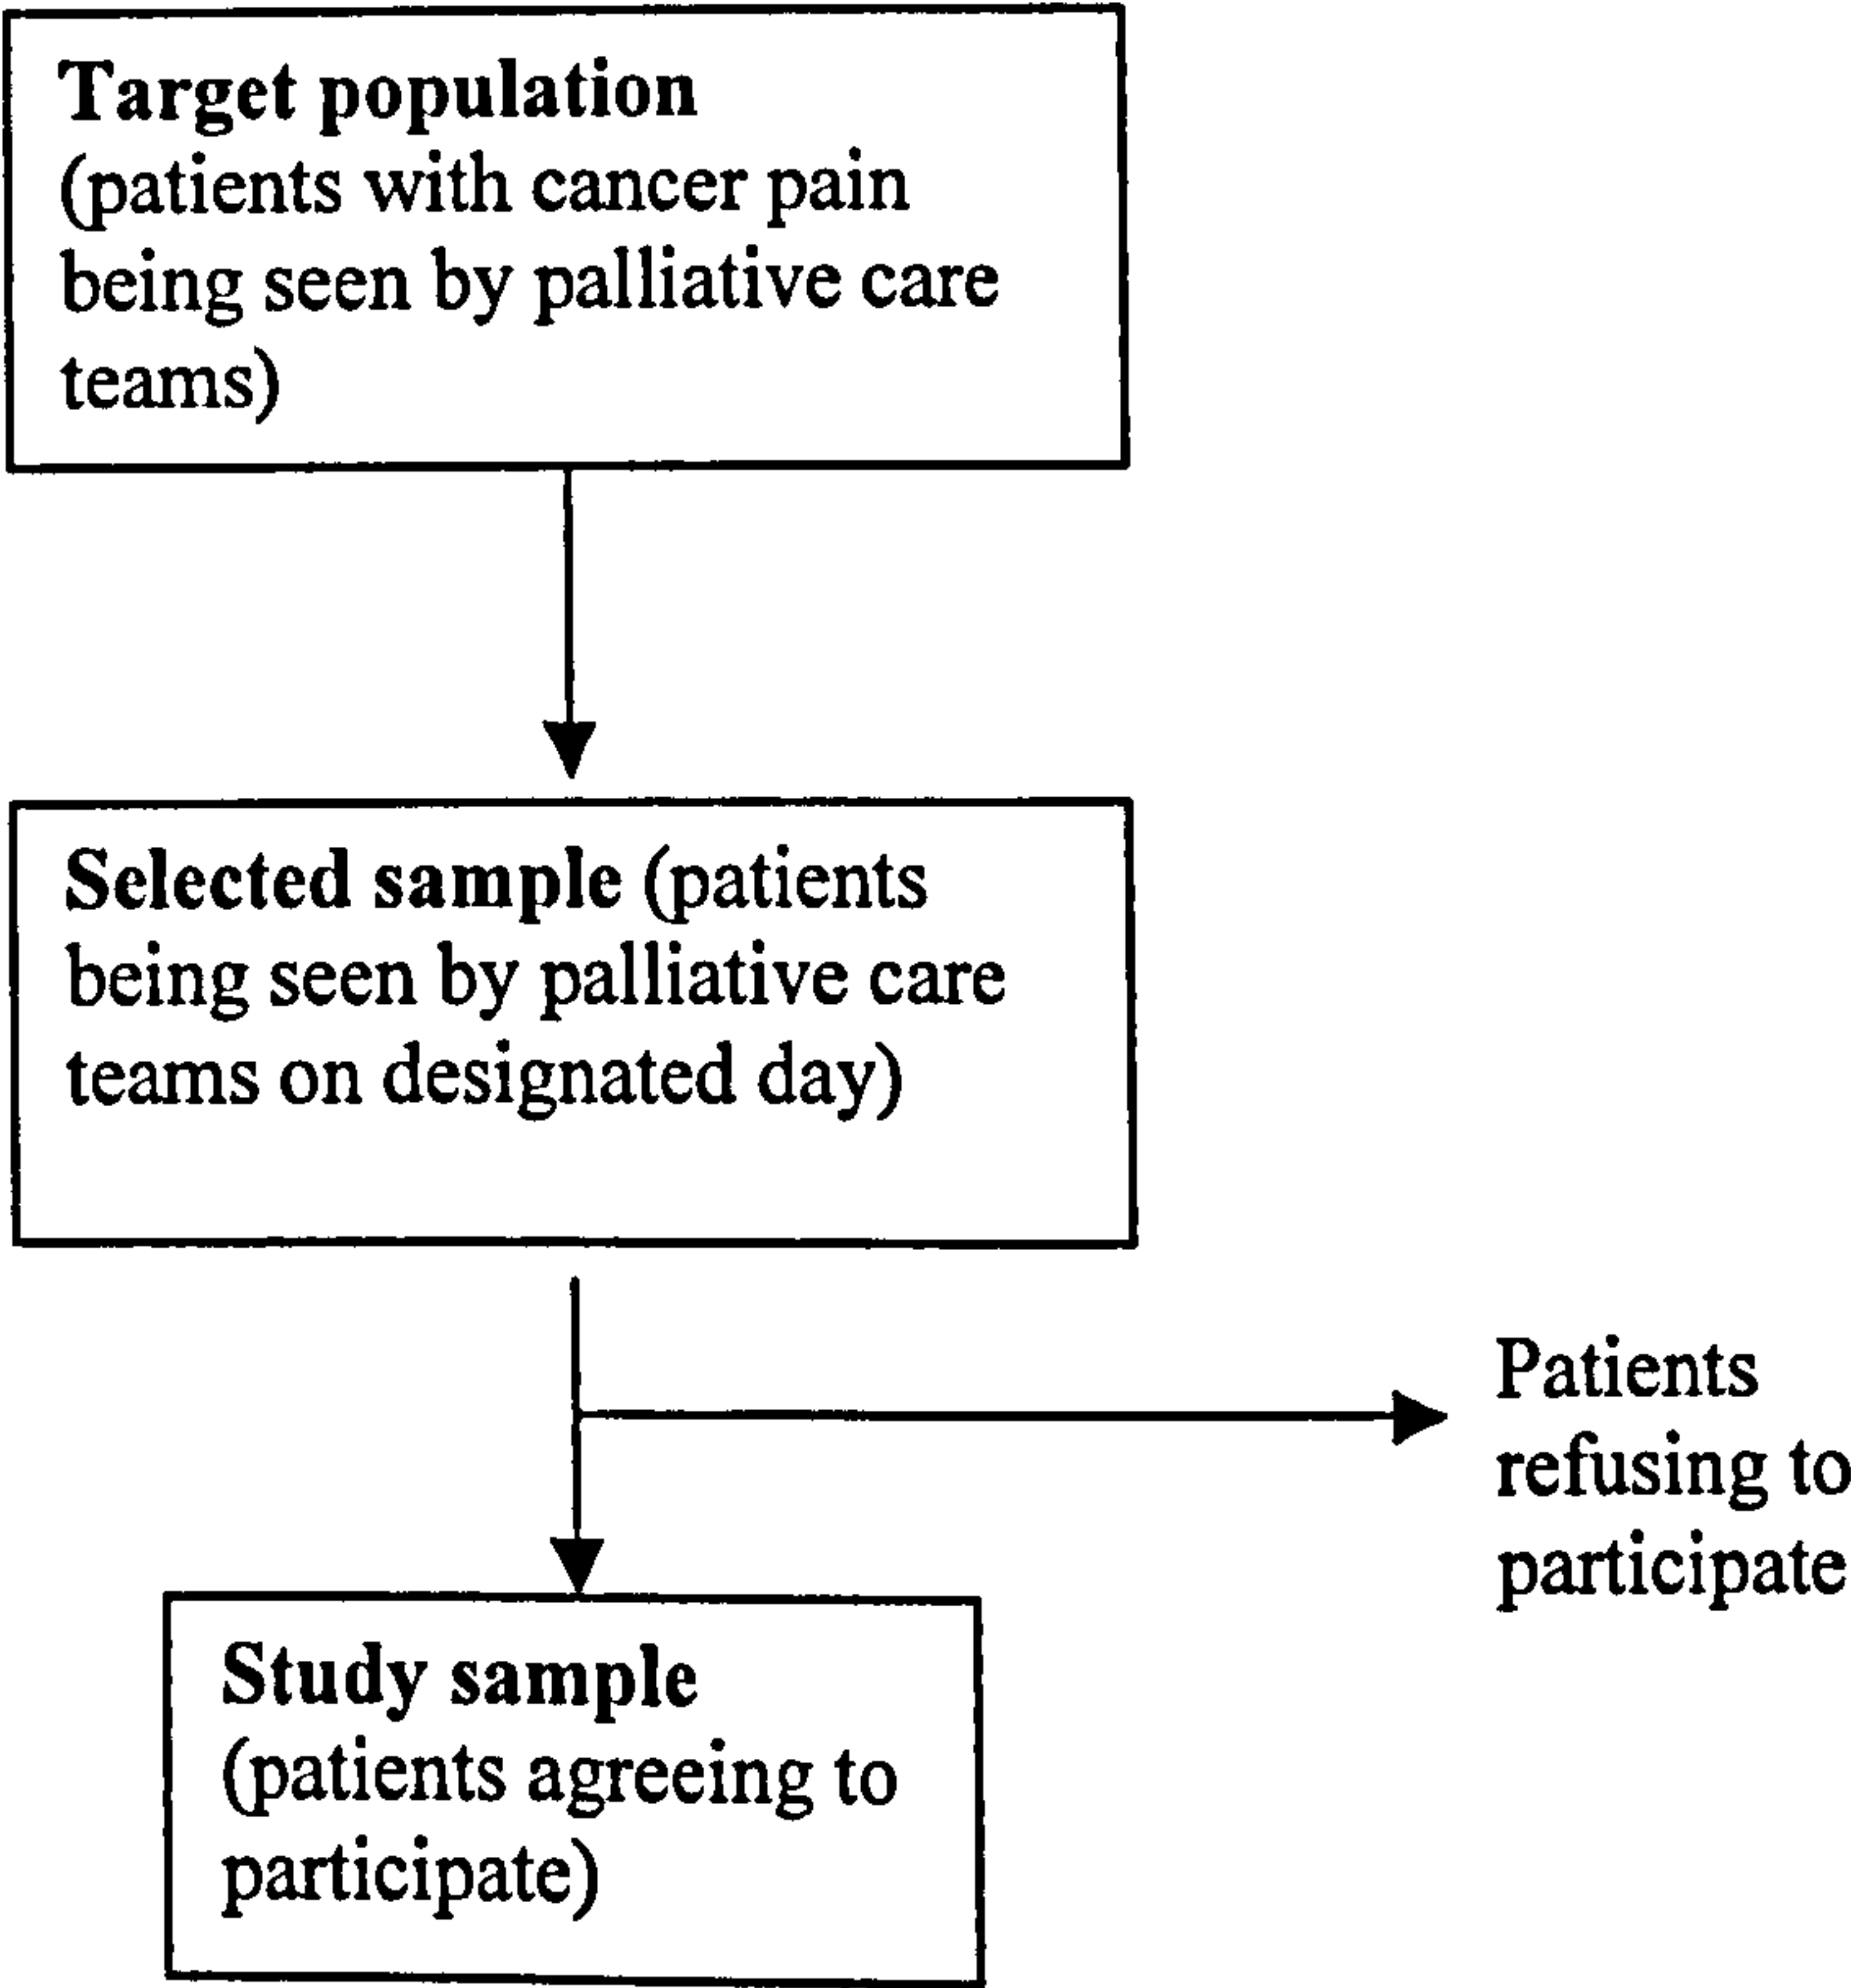 Target population
(patients with cancer pain
being seen by palliative care
teams)
Selected sample (patients
being seen by palliative care
teams on designated day)
Patients
refusing to
participate
Study sample
(patients agreeing to
participate)